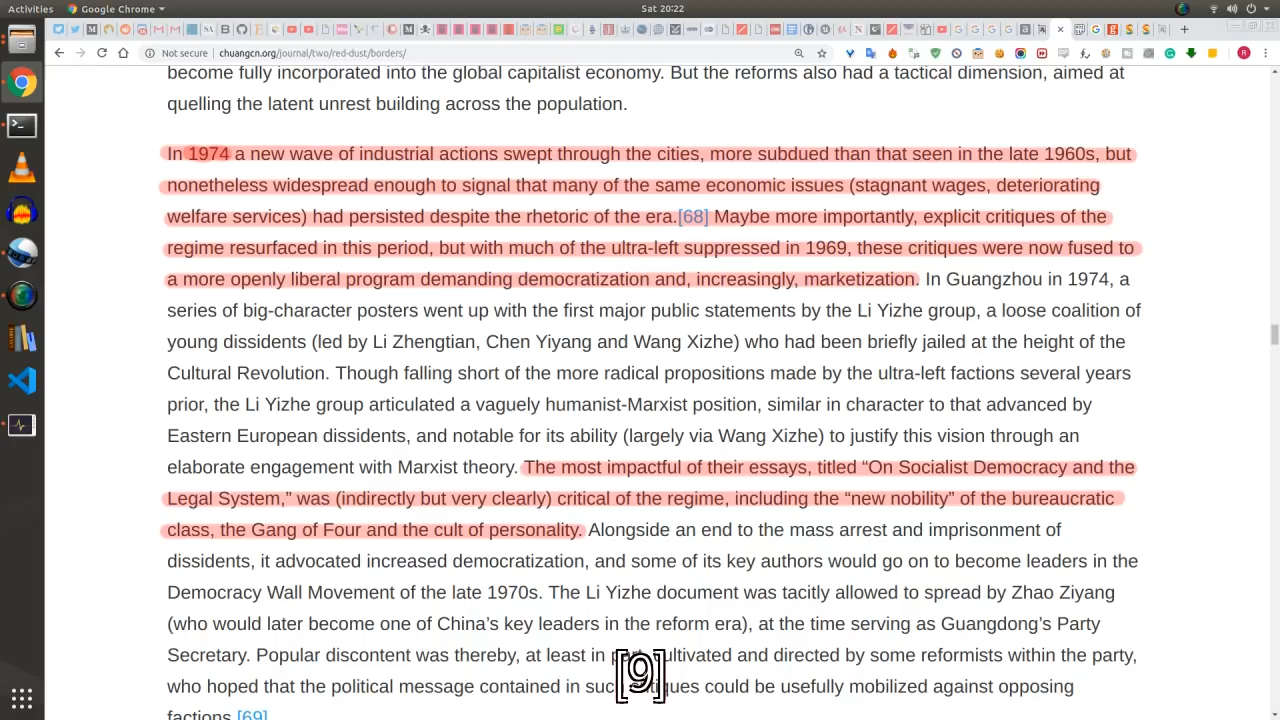 Activities
Google Chrome
Sat 20:22
Not secure
chuangcn.org/journal/two/red-dust/borders/
become fully incorporated into the global capitalist economy. But the reforms also had a tactical dimension, aimed at
quelling the latent unrest building across the population.
In 1974 a new wave of industrial actions swept through the cities, more subdued than that seen in the late 1960s, but
nonetheless widespread enough to signal that many of the same economic issues (stagnant wages, deteriorating
welfare services) had persisted despite the rhetoric of the era.[68] Maybe more importantly, explicit critiques of the
regime resurfaced in this period, but with much of the ultra-left suppressed in 1969, these critiques were now fused to
a more openly liberal program demanding democratization and, increasingly, marketization. In Guangzhou in 1974, a
series of big-character posters went up with the first major public statements by the Li Yizhe group, a loose coalition of
young dissidents (led by Li Zhengtian, Chen Yiyang and Wang Xizhe) who had been briefly jailed at the height of the
Cultural Revolution. Though falling short of the more radical propositions made by the ultra-left factions several years
prior, the Li Yizhe group articulated a vaguely humanist-Marxist position, similar in character to that advanced by
Eastern European dissidents, and notable for its ability (largely via Wang Xizhe) to justify this vision through an
elaborate engagement with Marxist theory. The most impactful of their essays, titled “On Socialist Democracy and the
Legal System,” was (indirectly but very clearly) critical of the regime, including the “new nobility” of the bureaucratic
class, the Gang of Four and the cult of personality. Alongside an end to the mass arrest and imprisonment of
dissidents, it advocated increased democratization, and some of its key authors would go on to become leaders in the
Democracy Wall Movement of the late 1970s. The Li Yizhe document was tacitly allowed to spread by Zhao Ziyang
(who would later become one of China’s key leaders in the reform era), at the time serving as Guangdong’s Party
Secretary. Popular discontent was thereby, at least in part, cultivated and directed by some reformists within the party,
who hoped that the political message contained in such critiques could be usefully mobilized against opposing
factions.[69]
[9]